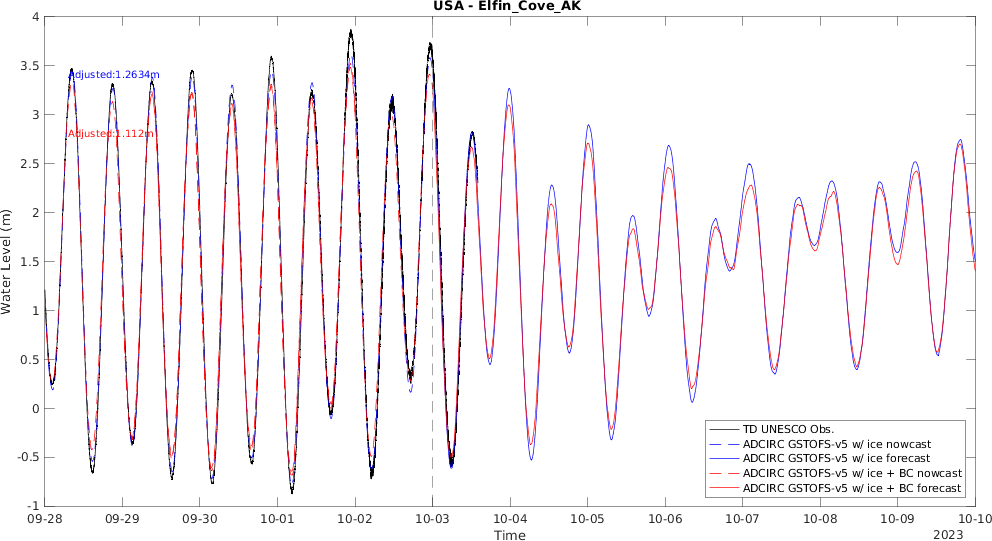 USA - Elfin_Cove_AK
4
3.5
3
2.5
2
1.5
1
0.5
0
-0.5
-1
Water Level (m)
Adjusted:1.2634m
Adjusted:1.112m
TD UNESCO Obs.
ADCIRC GSTOFS-v5 w/ ice nowcast
ADCIRC GSTOFS-v5 w/ ice forecast
ADCIRC GSTOFS-v5 w/ ice + BC nowcast
ADCIRC GSTOFS-v5 w/ ice + BC forecast
09-28 09-29 09-30 10-01 10-02 10-03 10-04 10-05 10-06 10-07 10-08 10-09 10-10
Time
2023